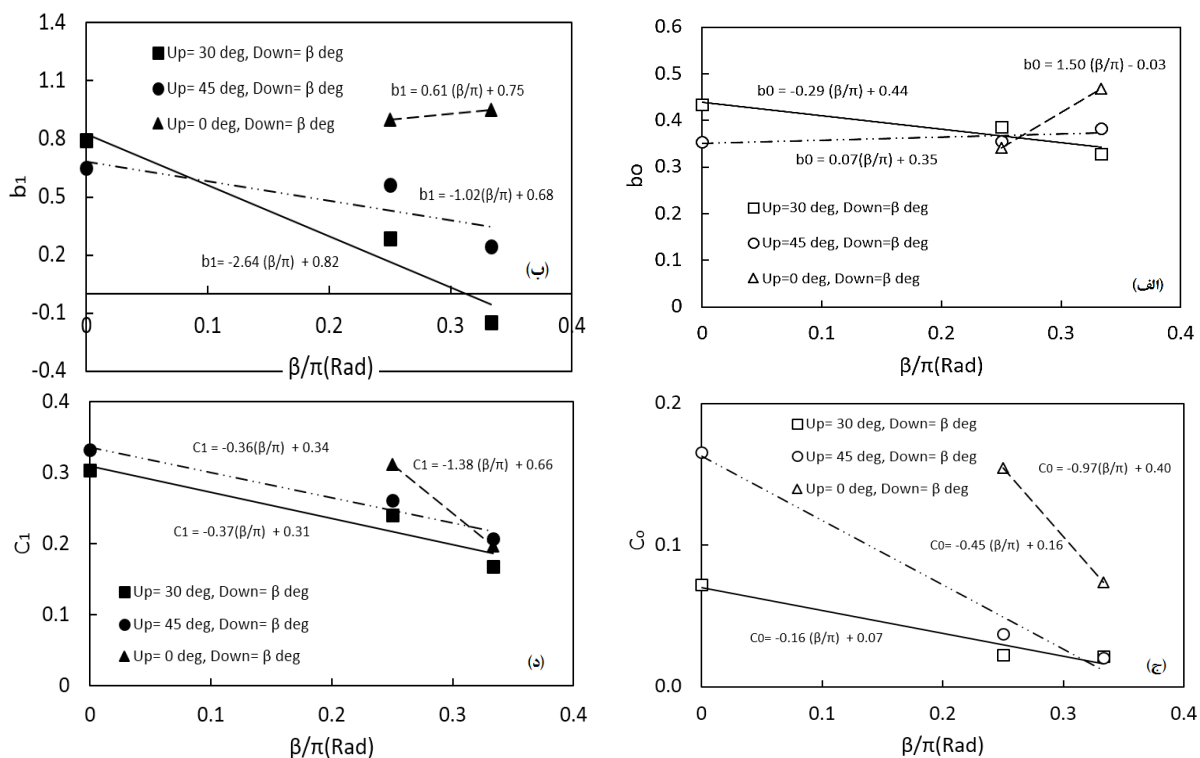 1.4
1.1
0.8
0.5
0.2
-0.1
-0.4
b1
Up= 30 deg, Down= β deg
Up= 45 deg, Down= β deg
Up= 0 deg, Down= β deg
b1 = 0.61 (β/π) + 0.75
b1 = -1.02(β/π) + 0.68
b1= -2.64 (β/π) + 0.82
(ب)
0
0.1
0.2
0.3
0.4
β/π(Rad)
0.6
0.5
0.4
0.3
0.2
0.1
0
b0
b0 = 1.50 (β/π) - 0.03
b0 = -0.29 (β/π) + 0.44
b0 = 0.07(β/π) + 0.35
Up=30 deg, Down=β deg
Up=45 deg, Down=β deg
Up=0 deg, Down=β deg
(الف)
0
0.1
0.2
0.3
0.4
β/π(Rad)
0.4
0.3
0.2
0.1
0
C1
C1 = -0.36(β/π) + 0.34
C1 = -1.38 (β/π) + 0.66
C1 = -0.37(β/π) + 0.31
Up= 30 deg, Down= β deg
Up= 45 deg, Down= β deg
Up= 0 deg, Down= β deg
(د)
0
0.1
0.2
0.3
0.4
β/π(Rad)
0.2
0.1
0.0
C0
Up= 30 deg, Down= β deg
Up= 45 deg, Down= β deg
Up= 0 deg, Down= β deg
C0 = -0.97(β/π) + 0.40
C0= -0.45 (β/π) + 0.16
C0= -0.16 (β/π) + 0.07
(ج)
0
0.1
0.2
0.3
0.4
β/π(Rad)